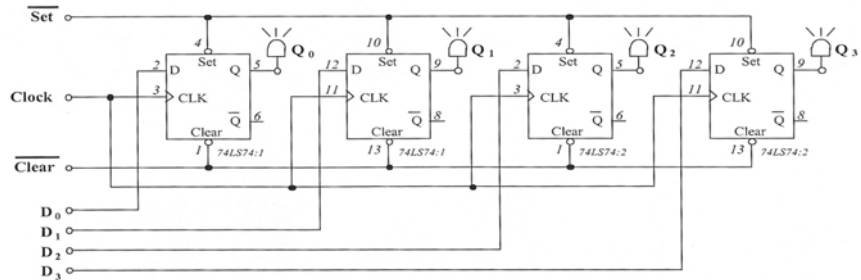 Set
4 10 4 10
Q0 Q1 Q2 Q3
2 D Set Q 5 12 D Set Q 9 2 D Set Q 5 12 D Set Q 9
Clock 3 CLK 11 CLK 3 CLK 11 CLK
Q 6 Q 8 Q 6 Q 8
Clear Clear Clear Clear
1 74LS74:1 13 74LS74:1 1 74LS74:2 13 74LS74:2
Clear
D0
D1
D2
D3